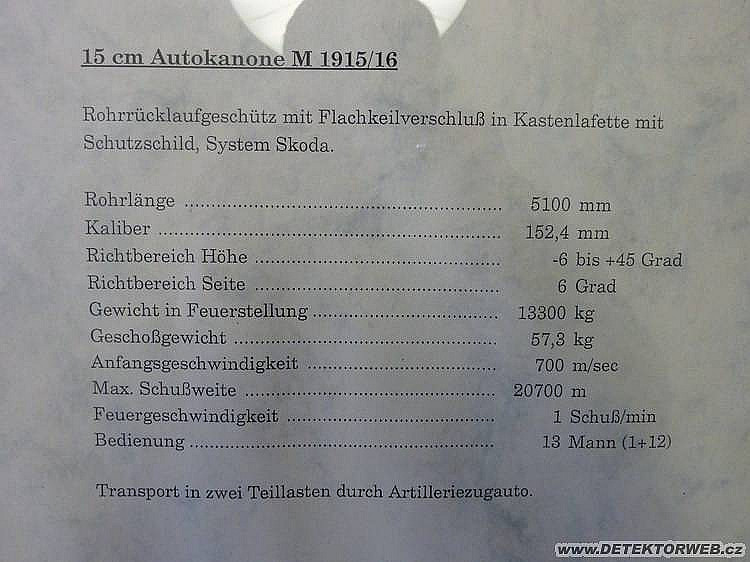 15 cm Autokanone M 1915/16
Rohrrücklaufgeschütz mit Flachkeilverschluß in Kastenlafette mit
Schutzschild, System Skoda.
Rohrlänge ........................................................... 5100 mm
Kaliber ................................................................ 152,4 mm
Richtbereich Höhe .............................................. -6 bis +45 Grad
Richtbereich Seite .............................................. 6 Grad
Gewicht in Feuerstellung ................................... 13300 kg
Geschoßgewicht ................................................. 57,3 kg
Anfangsgeschwindigkeit ................................... 700 m/sec
Max. Schußweite ............................................... 20700 m
Feuergeschwindigkeit ....................................... 1 Schuß/min
Bedienung ......................................................... 13 Mann (1+12)
Transport in zwei Teillasten durch Artilleriezugauto.
www.DETEKTORWEB.cz